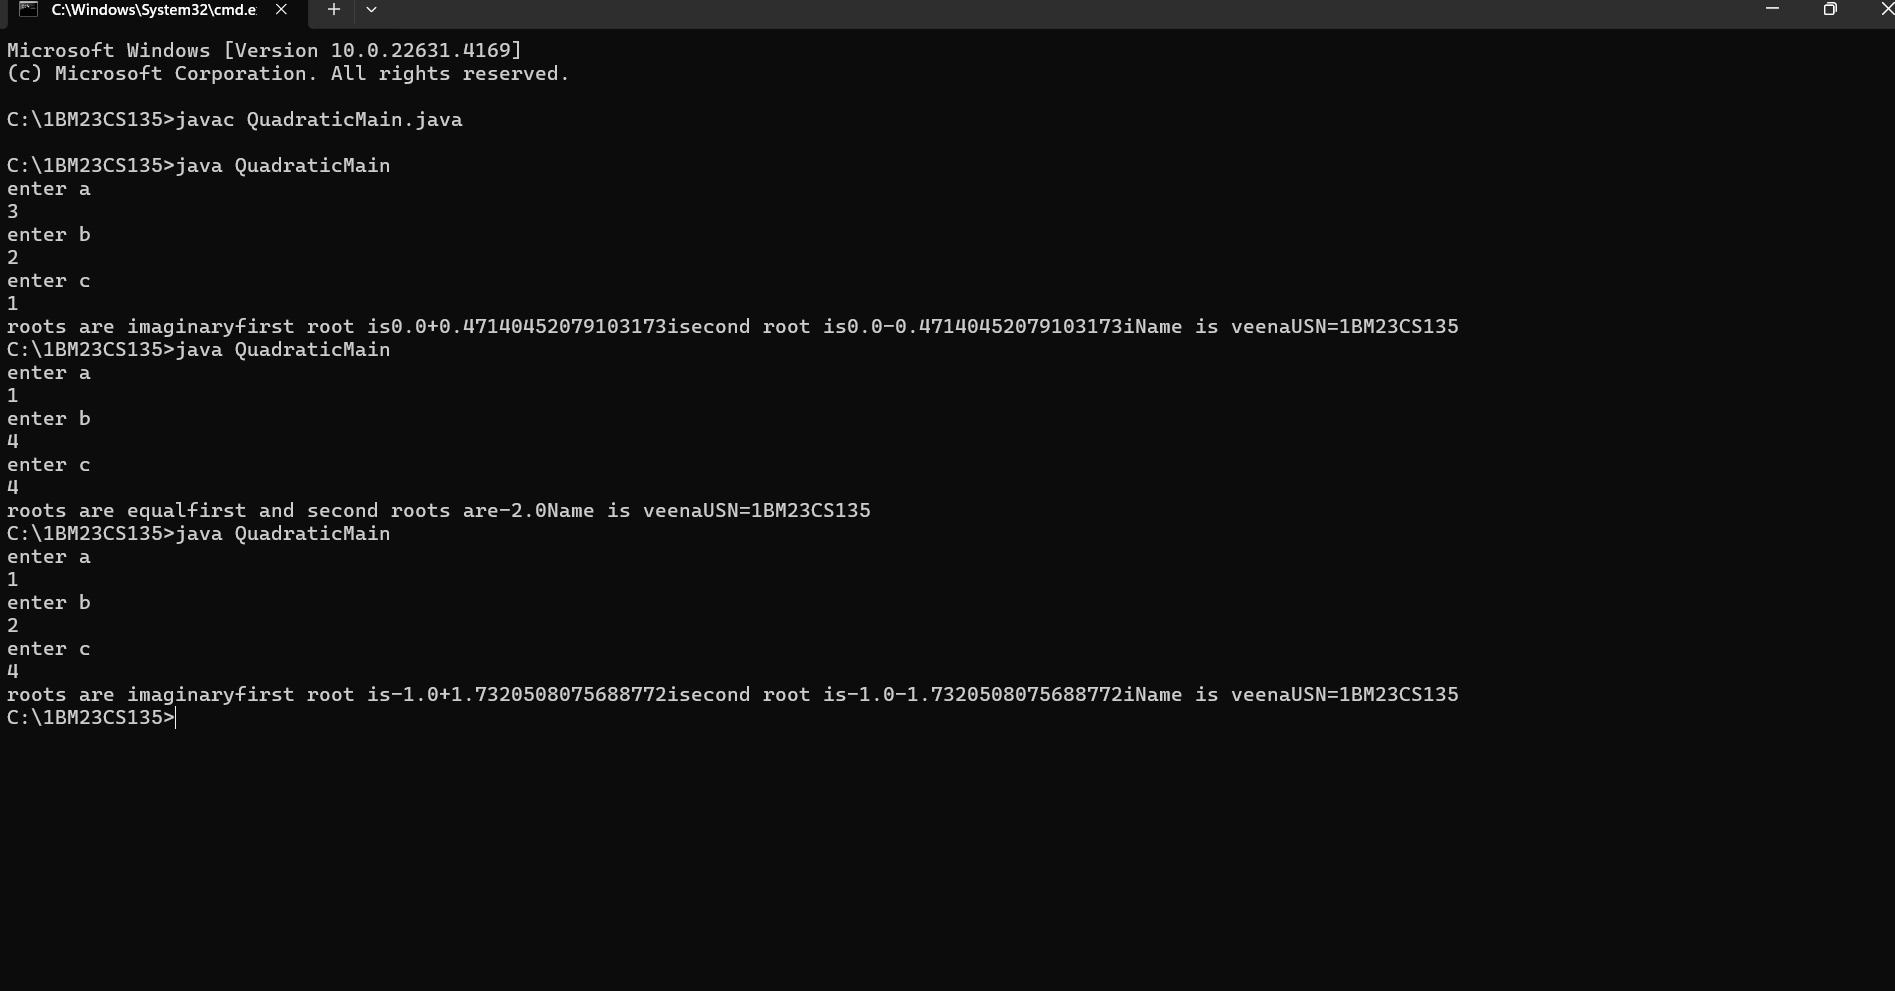 C:\Windows\System32\cmd.e
Microsoft Windows [Version 10.0.22631.4169]
(c) Microsoft Corporation. All rights reserved.
C:\1BM23CS135>javac QuadraticMain.java
C:\1BM23CS135>java QuadraticMain
enter a
3
enter b
2
enter c
1
roots are imaginaryfirst root is0.0+0.47140452079103173isecond root is0.0-0.47140452079103173iName is veenaUSN=1BM23CS135
C:\1BM23CS135>java QuadraticMain
enter a
1
enter b
4
enter c
4
roots are equalfirst and second roots are-2.0Name is veenaUSN=1BM23CS135
C:\1BM23CS135>java QuadraticMain
enter a
1
enter b
2
enter c
4
roots are imaginaryfirst root is-1.0+1.7320508075688772isecond root is-1.0-1.7320508075688772iName is veenaUSN=1BM23CS135
C:\1BM23CS135>